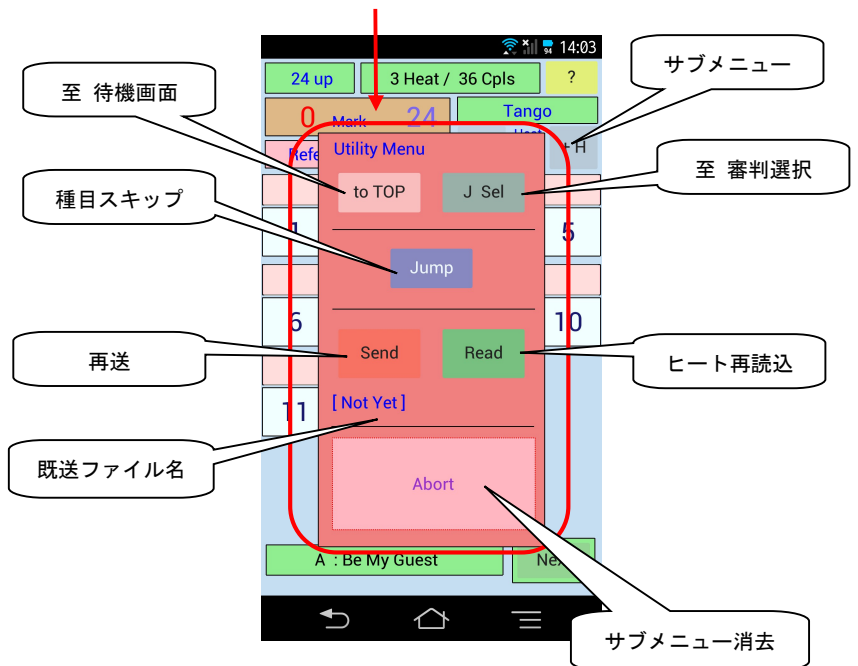 14:03
94
24 up
3 Heat / 36 Cpls
?
サブメニュー
至 待機画面
0 Mark 24
Tango
+H
Utility Menu
to TOP
J Sel
至 審判選択
種目スキップ
1
5
Jump
6
10
再送
Send
Read
ヒート再読込
11
[ Not Yet ]
既送ファイル名
Abort
A : Be My Guest
サブメニュー消去